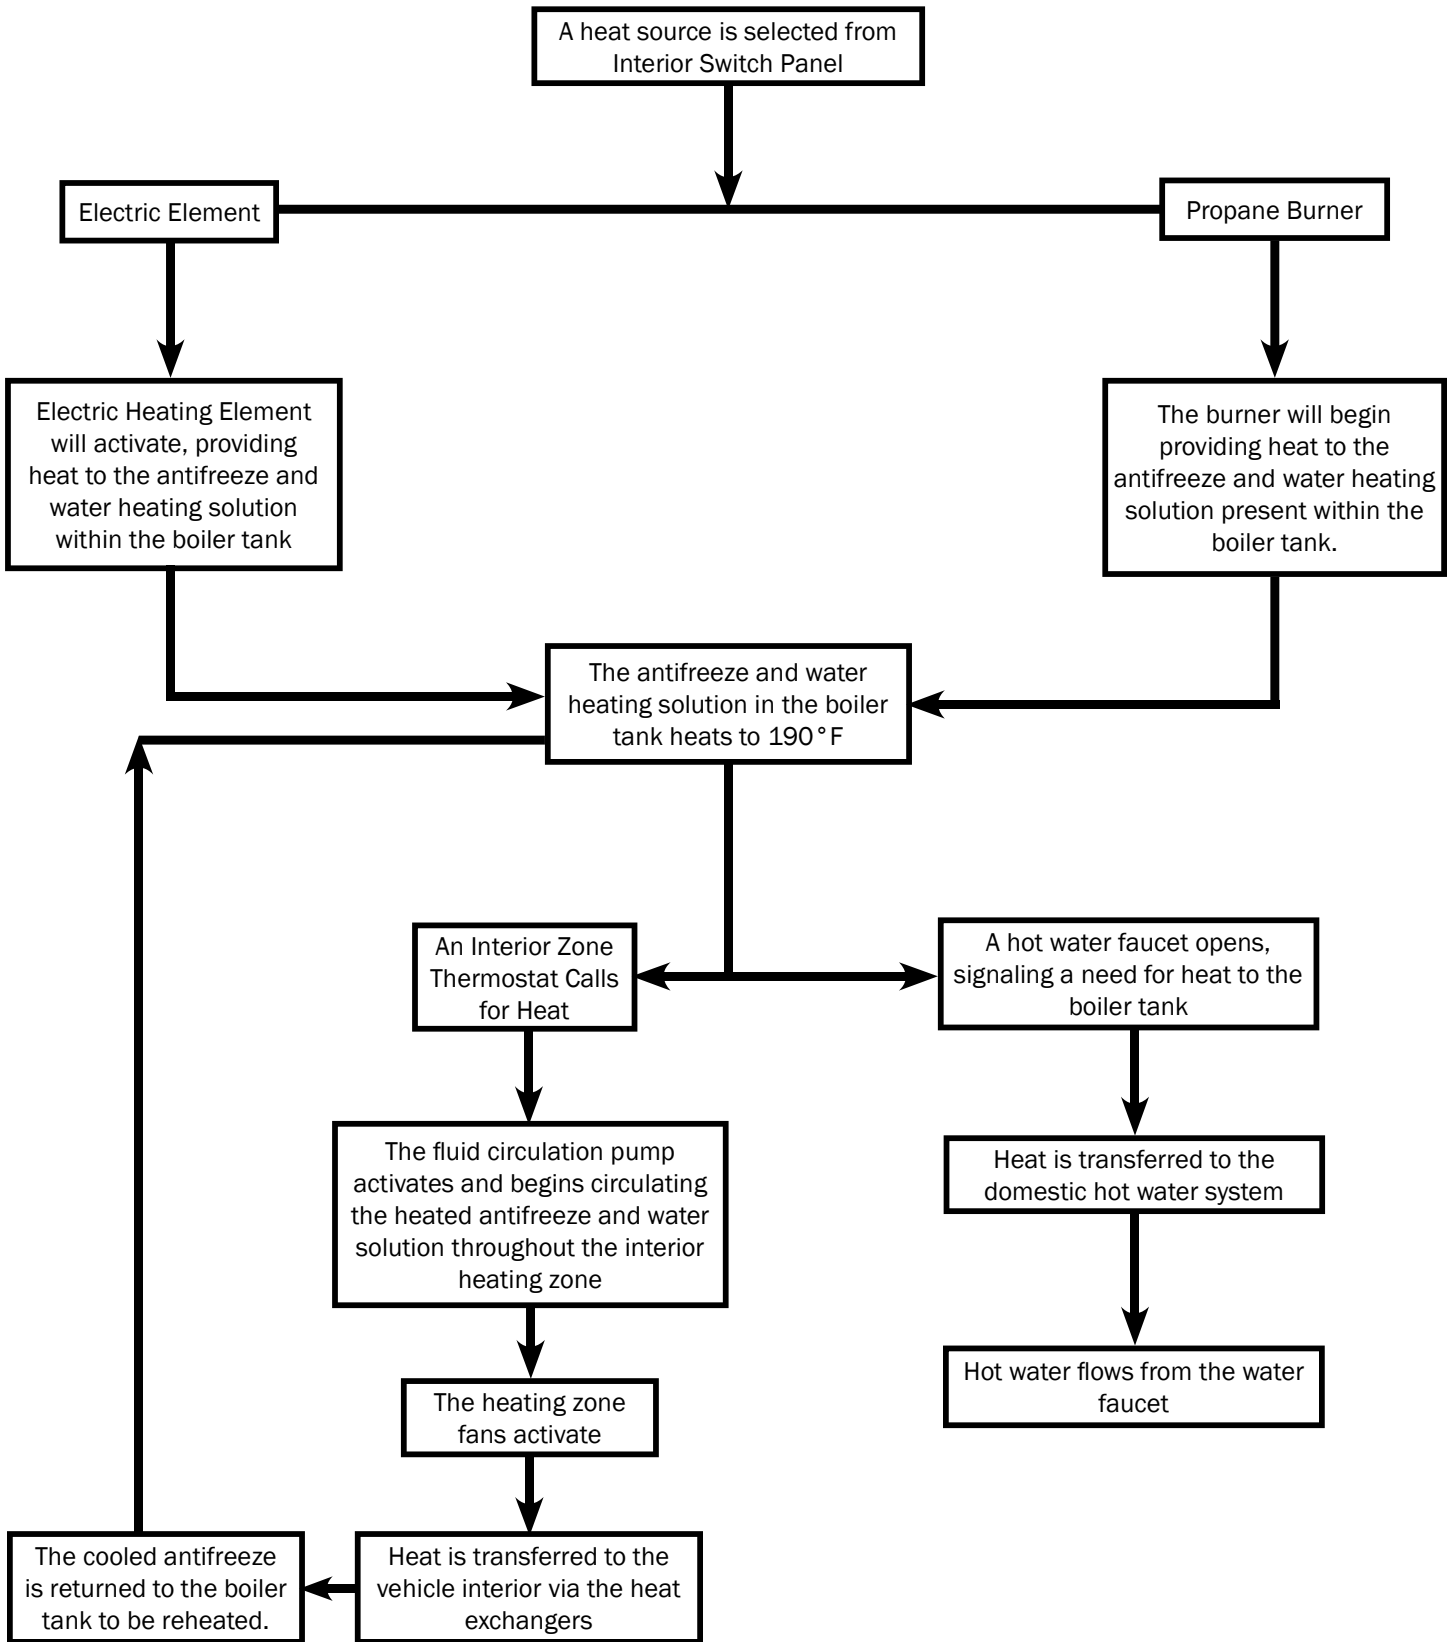 A heat source is selected from
Interior Switch Panel
Electric Element
Propane Burner
Electric Heating Element
will activate, providing
heat to the antifreeze and
water heating solution
within the boiler tank
The burner will begin
providing heat to the
antifreeze and water heating
solution present within the
boiler tank.
The antifreeze and water
heating solution in the boiler
tank heats to 190°F
An Interior Zone
Thermostat Calls
for Heat
A hot water faucet opens,
signaling a need for heat to the
boiler tank
The fluid circulation pump
activates and begins circulating
the heated antifreeze and water
solution throughout the interior
heating zone
Heat is transferred to the
domestic hot water system
The heating zone
fans activate
Hot water flows from the water
faucet
The cooled antifreeze
is returned to the boiler
tank to be reheated.
Heat is transferred to the
vehicle interior via the heat
exchangers